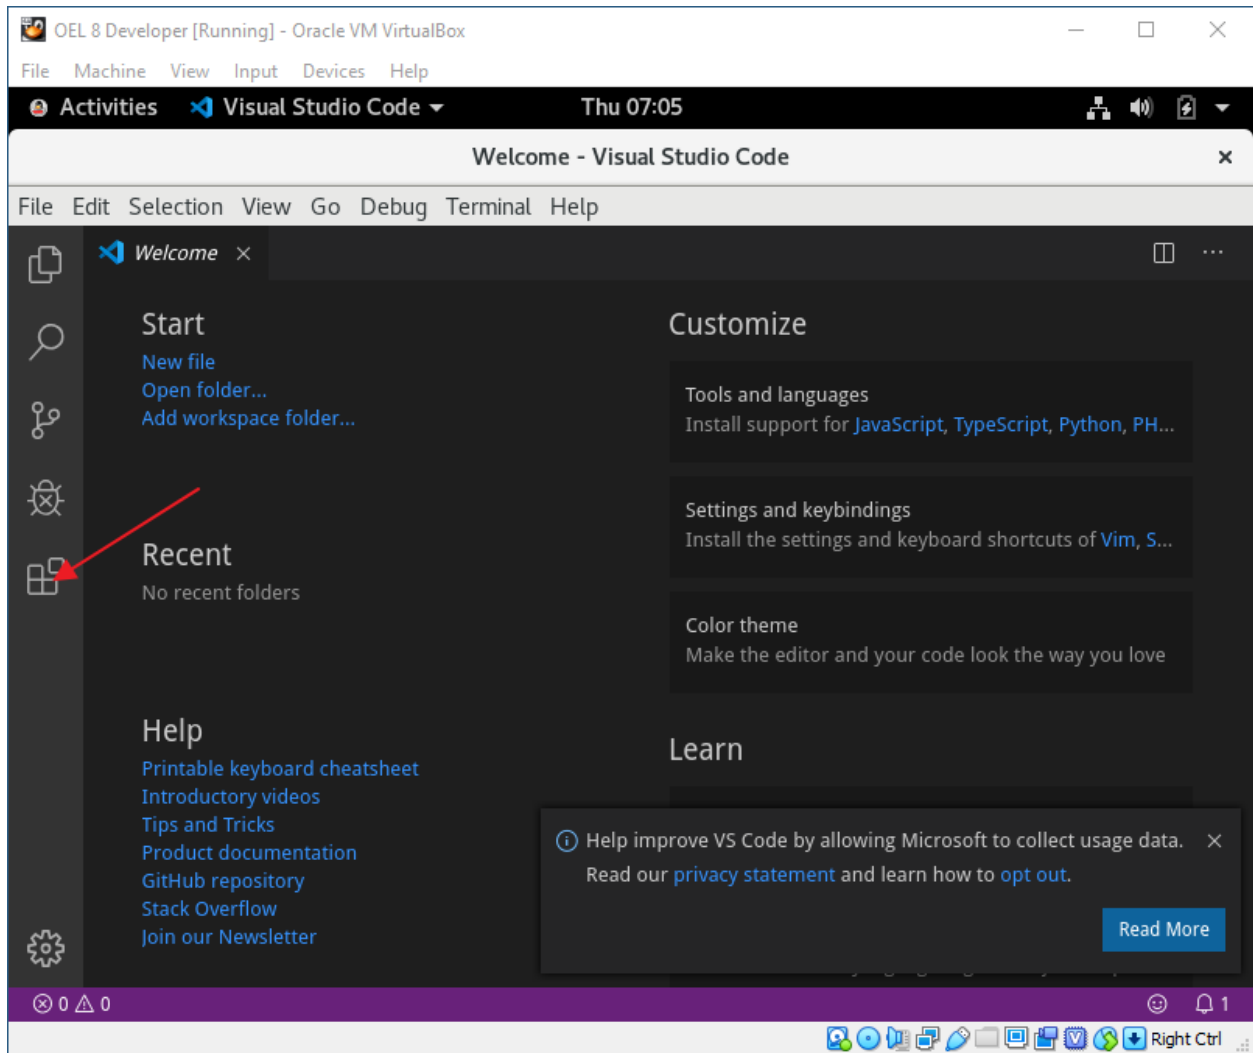 OEL 8 Developer [Running] - Oracle VM VirtualBox
File Machine View Input Devices Help
Activities Visual Studio Code Thu 07:05
Welcome - Visual Studio Code
File Edit Selection View Go Debug Terminal Help
Welcome
Start
New file
Open folder...
Add workspace folder...
Recent
No recent folders
Help
Printable keyboard cheatsheet
Introductory videos
Tips and Tricks
Product documentation
GitHub repository
Stack Overflow
Join our Newsletter
Customize
Tools and languages
Install support for JavaScript, TypeScript, Python, PH...
Settings and keybindings
Install the settings and keyboard shortcuts of Vim, S...
Color theme
Make the editor and your code look the way you love
Learn
Help improve VS Code by allowing Microsoft to collect usage data.
Read our privacy statement and learn how to opt out.
Read More
0 0 1
Right Ctrl